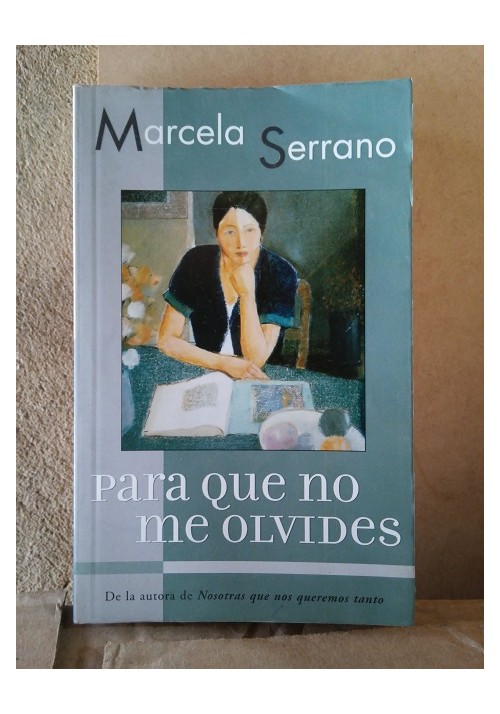 Marcela Serrano
Para que no
me olvides
De la autora de Nosotras que nos queremos tanto